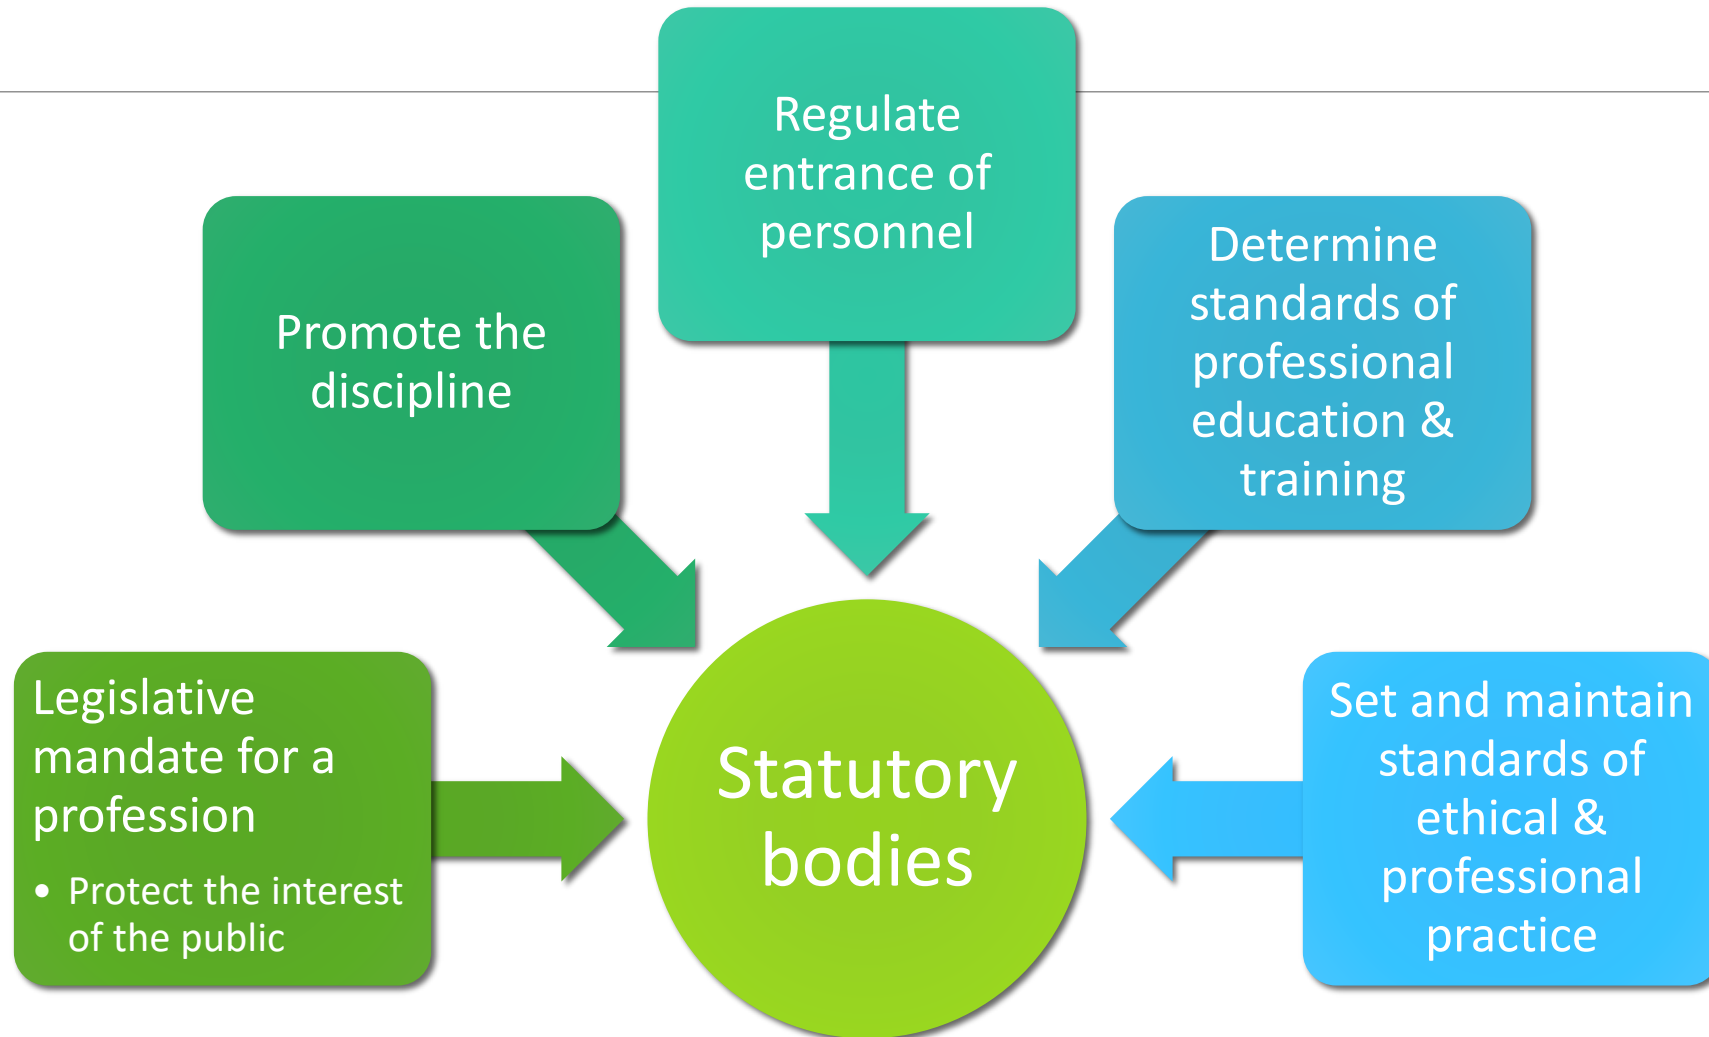 Regulate
entrance of
personnel
Promote the
discipline
Determine
standards of
professional
education &
training
Legislative
mandate for a
profession
• Protect the interest
of the public
Statutory
bodies
Set and maintain
standards of
ethical &
professional
practice